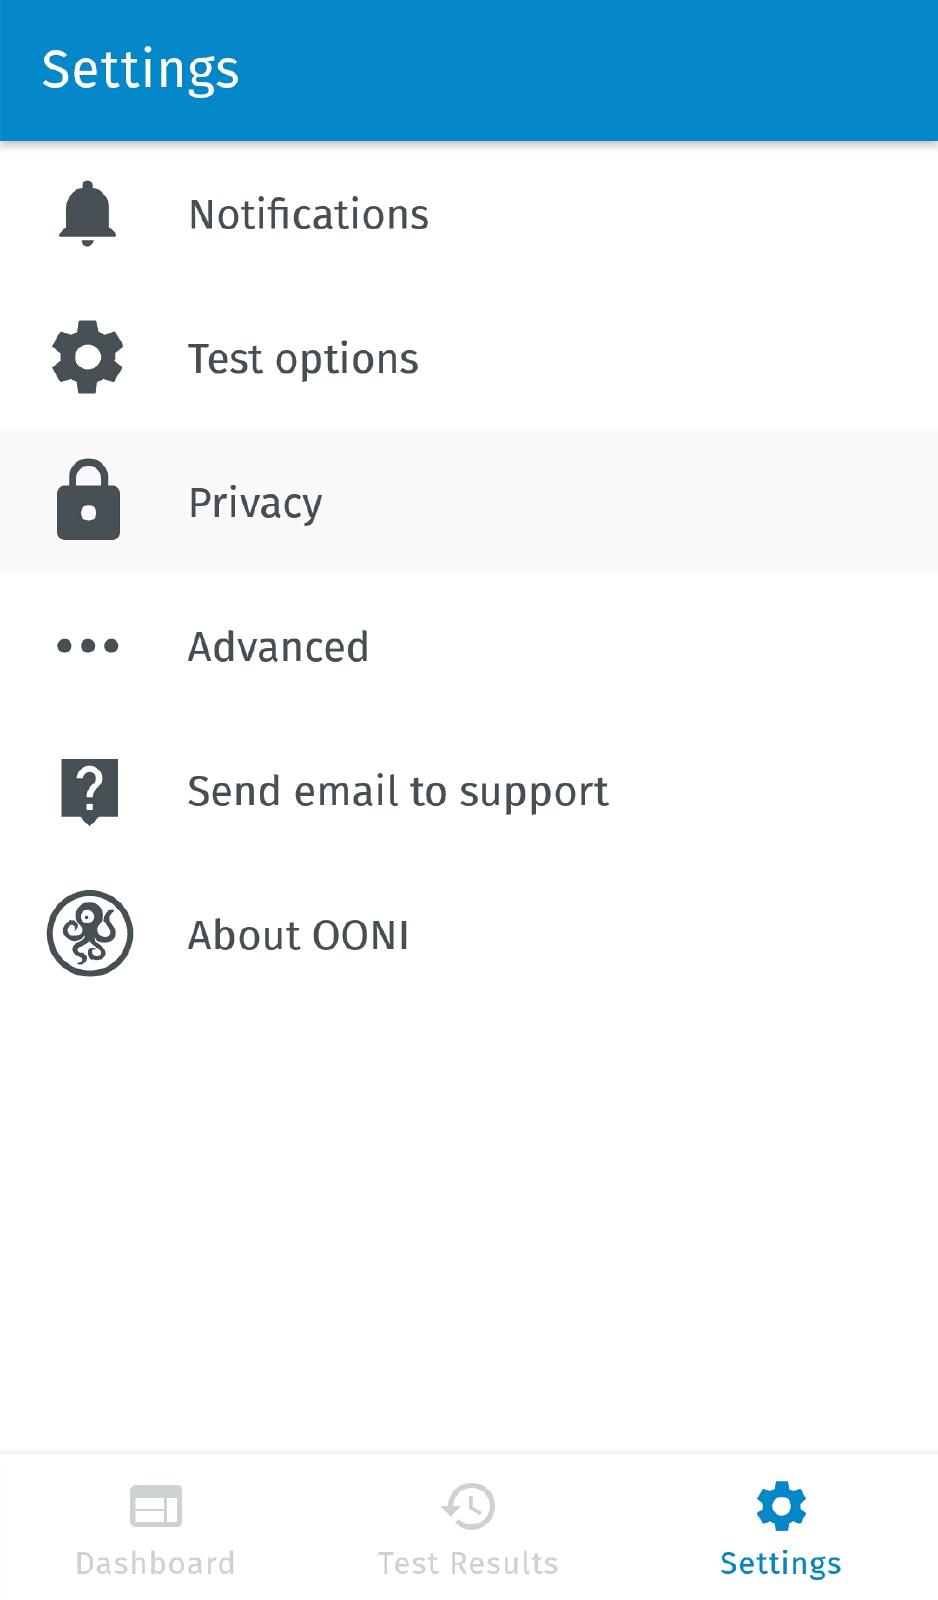 Settings
Notifications
Test options
Privacy
Advanced
Send email to support
About OONI
Dashboard
Test Results
Settings